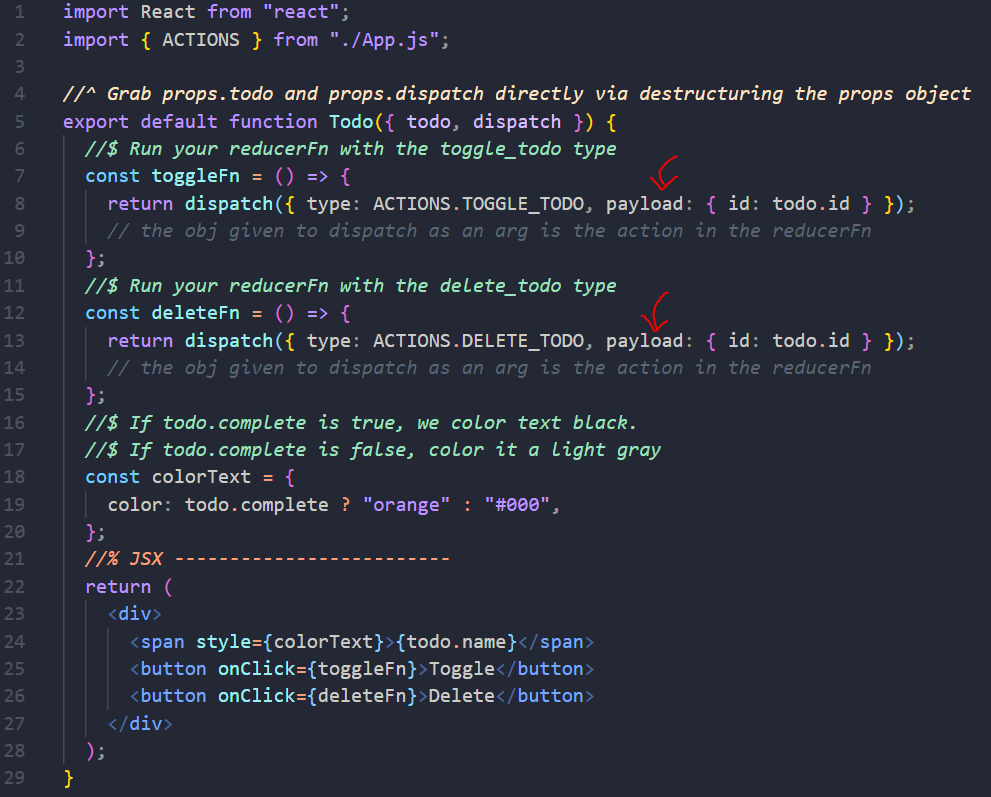 1 import React from "react";
2 import { ACTIONS } from "./App.js";
3
4 //^ Grab props.todo and props.dispatch directly via destructuring the props object
5 export default function Todo({ todo, dispatch }) {
6 //$ Run your reducerFn with the toggle_todo type
7 const toggleFn = () => {
8 return dispatch({ type: ACTIONS.TOGGLE_TODO, payload: { id: todo.id } });
9 // the obj given to dispatch as an arg is the action in the reducerFn
10 };
11 //$ Run your reducerFn with the delete_todo type
12 const deleteFn = () => {
13 return dispatch({ type: ACTIONS.DELETE_TODO, payload: { id: todo.id } });
14 // the obj given to dispatch as an arg is the action in the reducerFn
15 };
16 //$ If todo.complete is true, we color text black.
17 //$ If todo.complete is false, color it a light gray
18 const colorText = {
19 color: todo.complete ? "orange" : "#000",
20 };
21 //% JSX -------------------------
22 return (
23 <div>
24 <span style={colorText}>{todo.name}</span>
25 <button onClick={toggleFn}>Toggle</button>
26 <button onClick={deleteFn}>Delete</button>
27 </div>
28 );
29 }